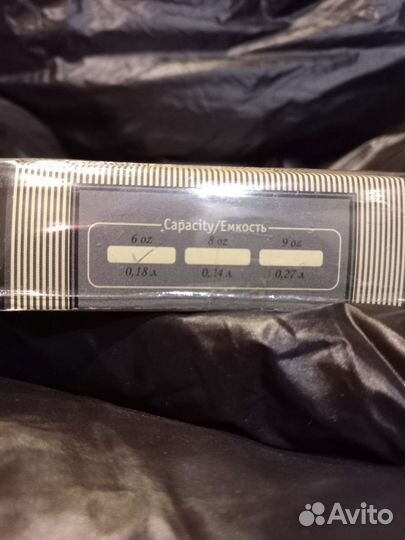 Capacity/Емкость
6 oz 8 oz 9 oz
0,18 л 0,24 л 0,27 л
Avito